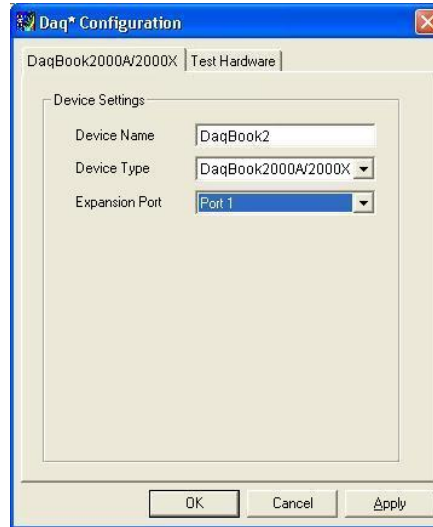 Daq* Configuration
DaqBook2000A/2000X Test Hardware
Device Settings
Device Name DaqBook2
Device Type DaqBook2000A/2000X
Expansion Port Port 1
OK Cancel Apply